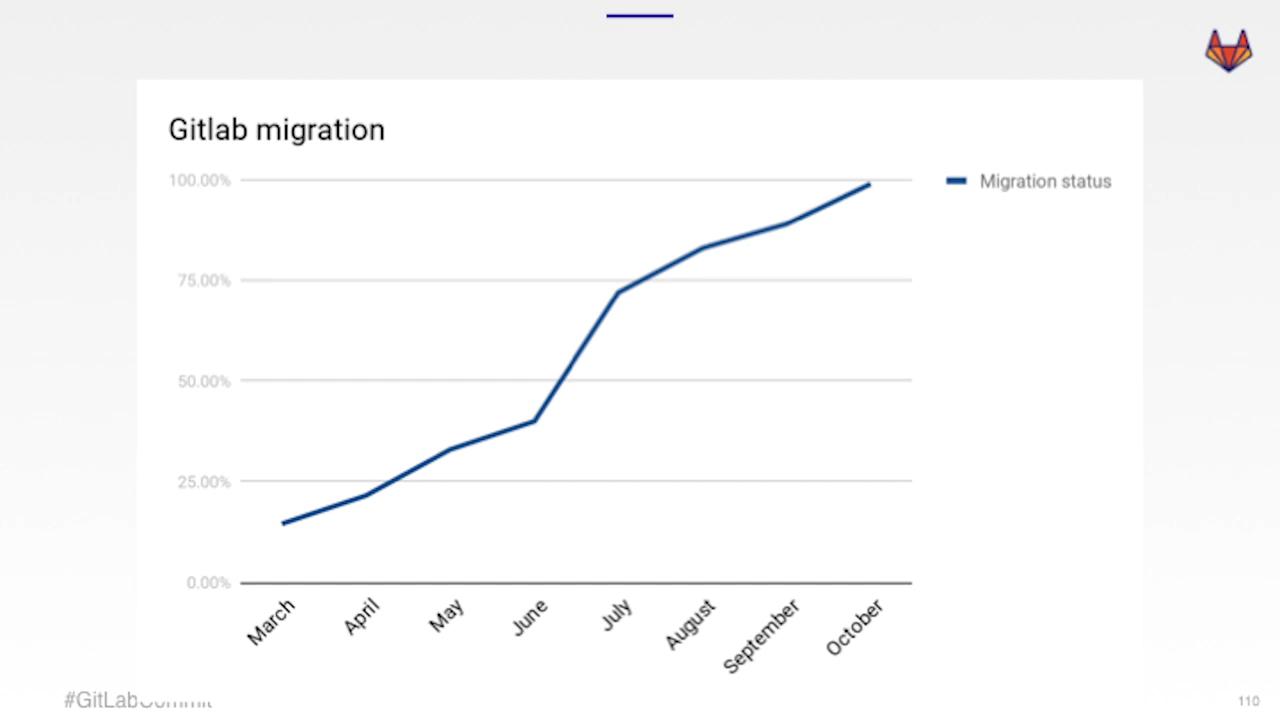 Gitlab migration
100.00%
Migration status
75.00%
50.00%
25.00%
0.00%
March
April
May
June
July
August
September
October
#GitLabCommit
110